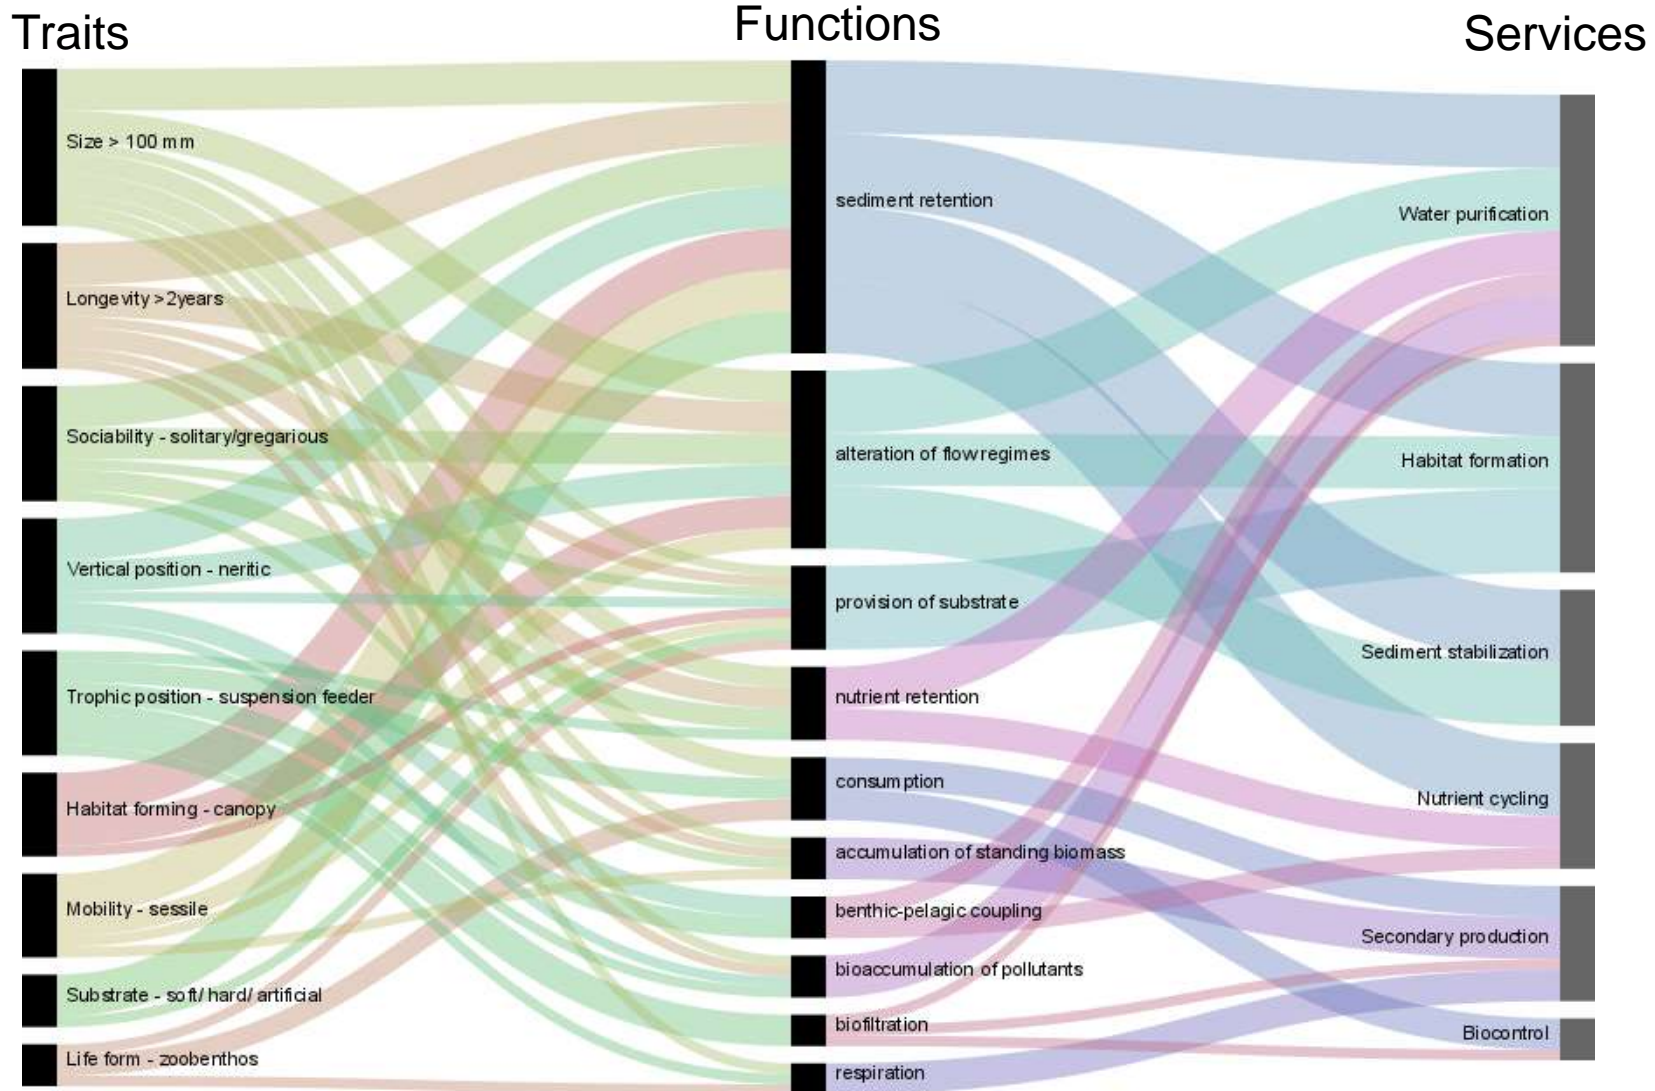 Traits
Functions
Services
Size > 100 mm
Longevity >2years
Sociability - solitary/gregarious
Vertical position - neritic
Trophic position - suspension feeder
Habitat forming - canopy
Mobility - sessile
Substrate - soft/ hard/ artificial
Life form - zoobenthos
sediment retention
alteration of flow regimes
provision of substrate
nutrient retention
consumption
accumulation of standing biomass
benthic-pelagic coupling
bioaccumulation of pollutants
biofiltration
respiration
Water purification
Habitat formation
Sediment stabilization
Nutrient cycling
Secondary production
Biocontrol